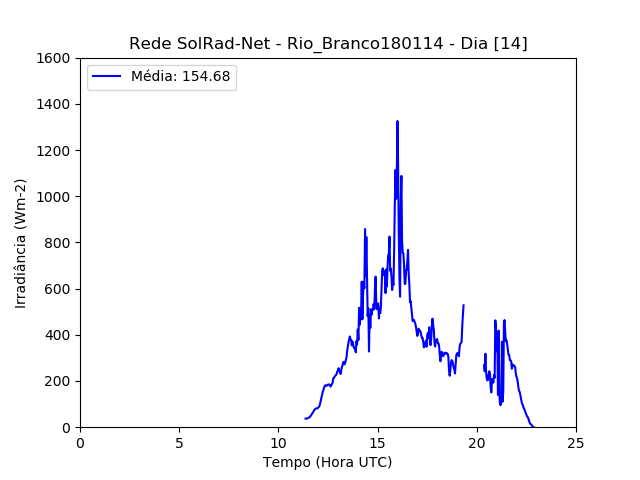 Rede SolRad-Net - Rio_Branco180114 - Dia [14]
Média: 154.68
1600
1400
1200
1000
800
600
400
200
0
Irradiância (Wm-2)
0 5 10 15 20 25
Tempo (Hora UTC)